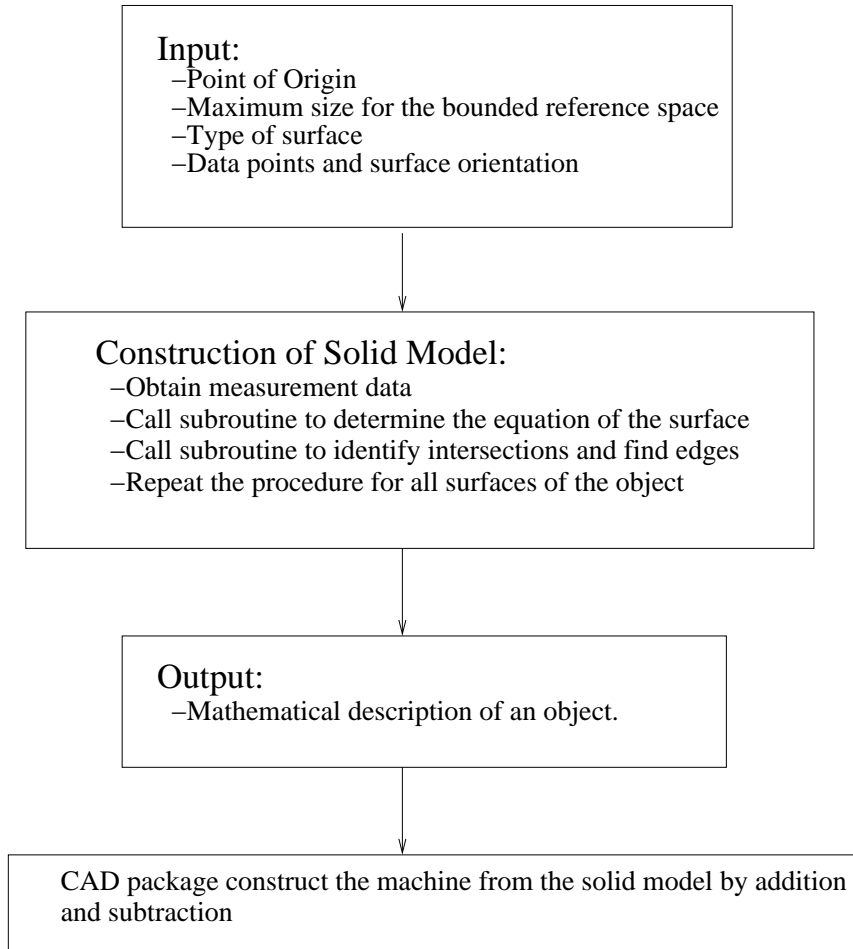 Input:
−Point of Origin
−Maximum size for the bounded reference space
−Type of surface
−Data points and surface orientation
Construction of Solid Model:
−Obtain measurement data
−Call subroutine to determine the equation of the surface
−Call subroutine to identify intersections and find edges
−Repeat the procedure for all surfaces of the object
Output:
−Mathematical description of an object.
CAD package construct the machine from the solid model by addition
and subtraction